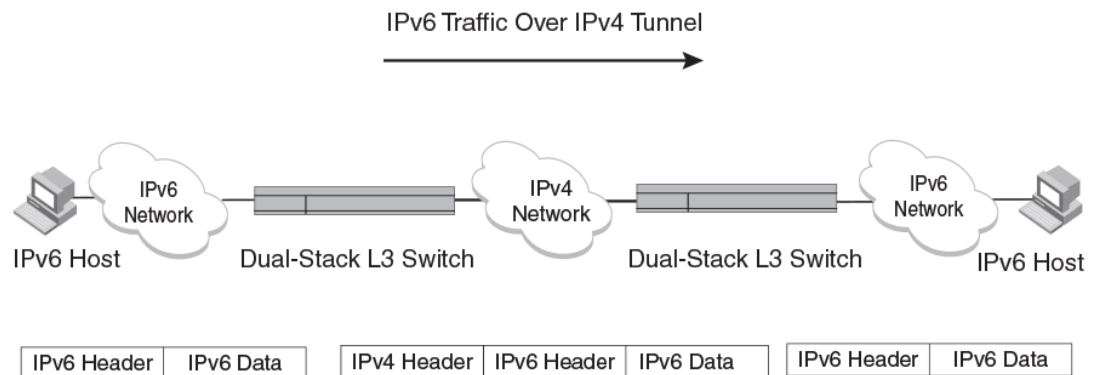 IPv6 Traffic Over IPv4 Tunnel
IPv6
Network
IPv4
Network
IPv6
Network
IPv6 Host
Dual-Stack L3 Switch
Dual-Stack L3 Switch
IPv6 Host
IPv6 Header IPv6 Data
IPv4 Header IPv6 Header IPv6 Data
IPv6 Header IPv6 Data